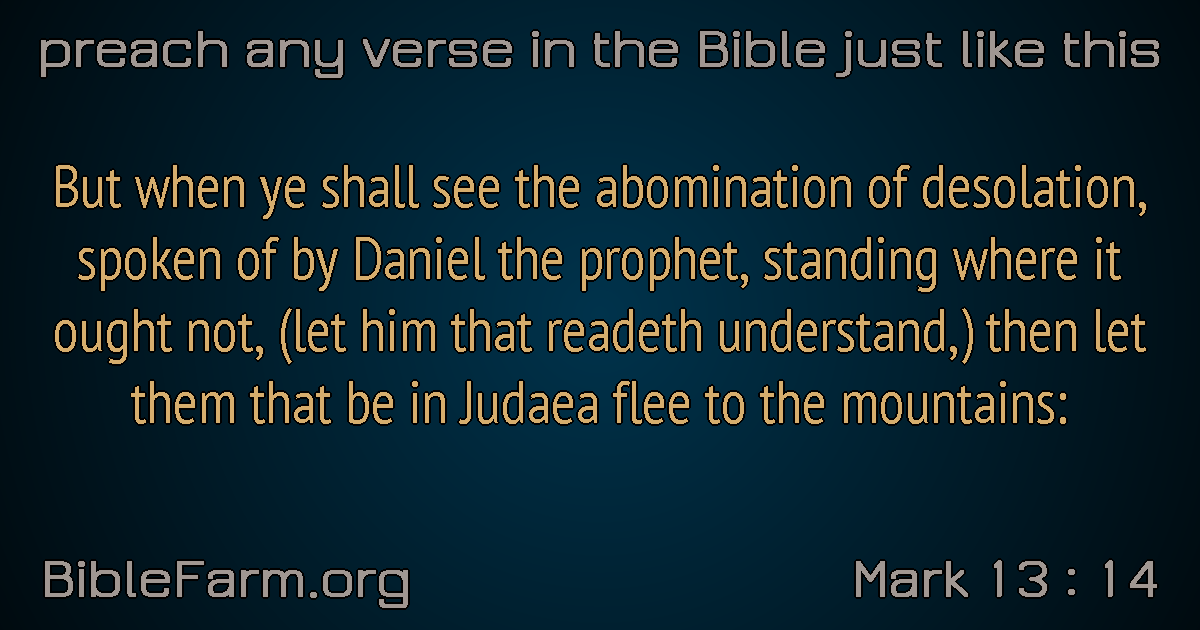 preach any verse in the Bible just like this
But when ye shall see the abomination of desolation,
spoken of by Daniel the prophet, standing where it
ought not, (let him that readeth understand,) then let
them that be in Judaea flee to the mountains:
BibleFarm.org
Mark 13 : 14